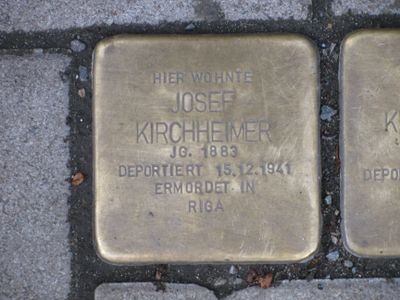 HIER WOHNTE
JOSEF
KIRCHHEIMER
JG. 1883
DEPORTIERT 15.12.1941
ERMORDET IN
RIGA